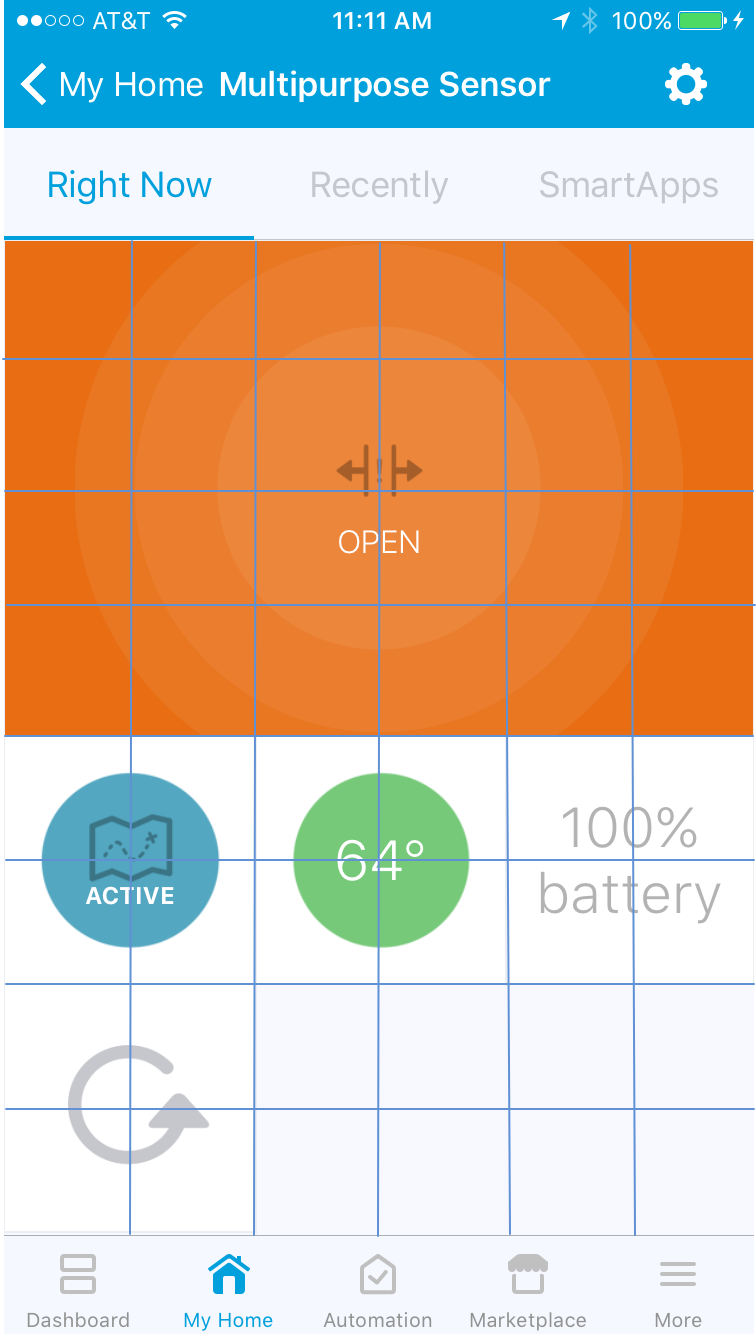 AT&T 11:11 AM 100%
My Home Multipurpose Sensor
Right Now Recently SmartApps
OPEN
ACTIVE
64°
100%
battery
Dashboard My Home Automation Marketplace More